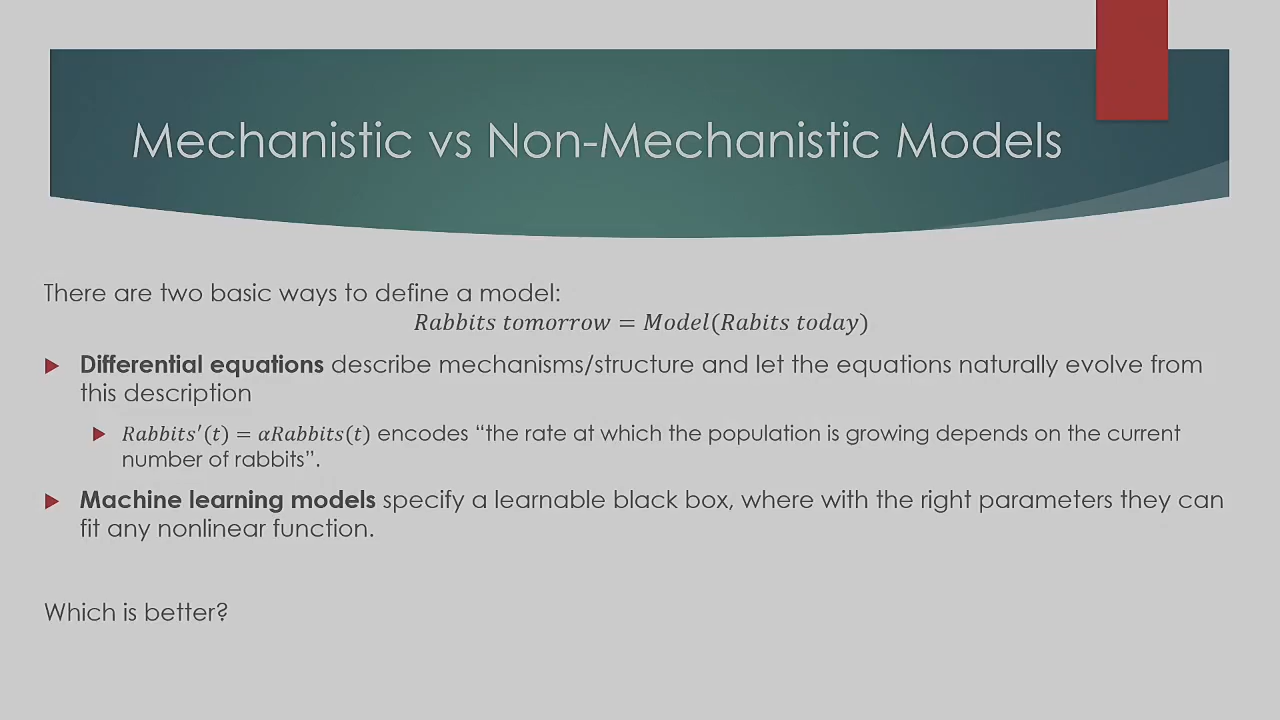 Mechanistic vs Non-Mechanistic Models
There are two basic ways to define a model:
Rabbits tomorrow = Model(Rabits today)
Differential equations describe mechanisms/structure and let the equations naturally evolve from
this description
Rabbits′(t) = αRabbits(t) encodes “the rate at which the population is growing depends on the current
number of rabbits”.
Machine learning models specify a learnable black box, where with the right parameters they can
fit any nonlinear function.
Which is better?